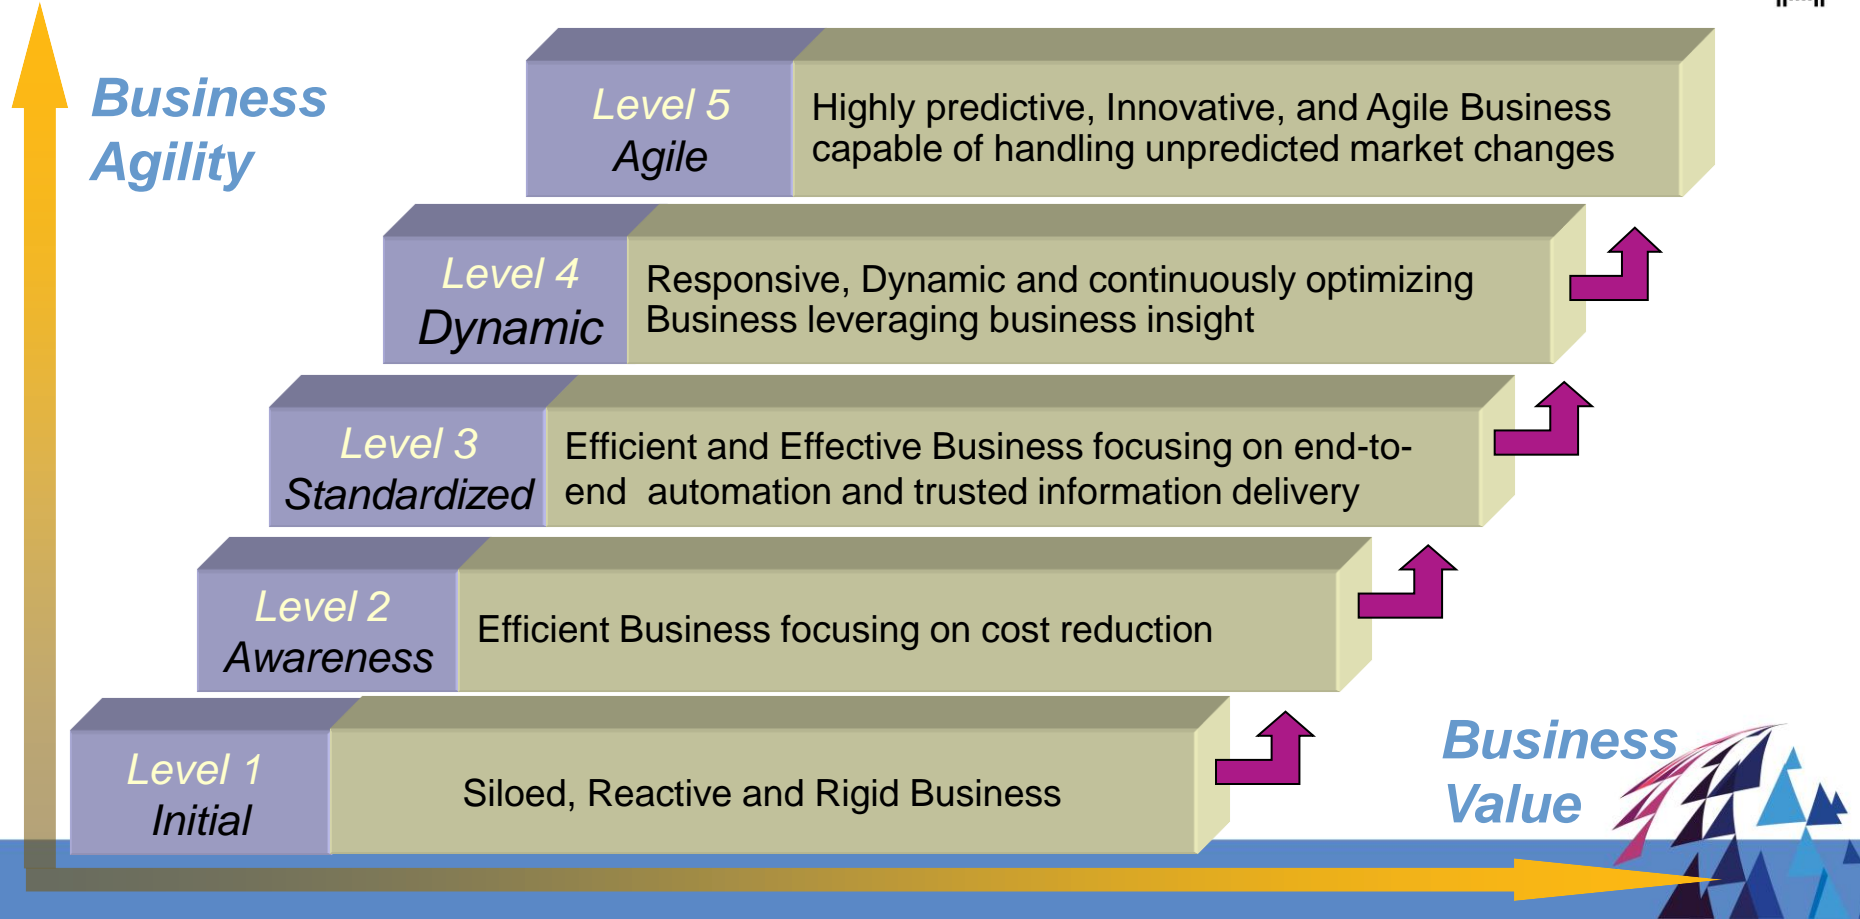 Business
Agility
Level 5
Agile
Highly predictive, Innovative, and Agile Business
capable of handling unpredicted market changes
Level 4
Dynamic
Responsive, Dynamic and continuously optimizing
Business leveraging business insight
Level 3
Standardized
Efficient and Effective Business focusing on end-to-
end  automation and trusted information delivery
Level 2
Awareness
Efficient Business focusing on cost reduction
Level 1
Initial
Siloed, Reactive and Rigid Business
Business
Value